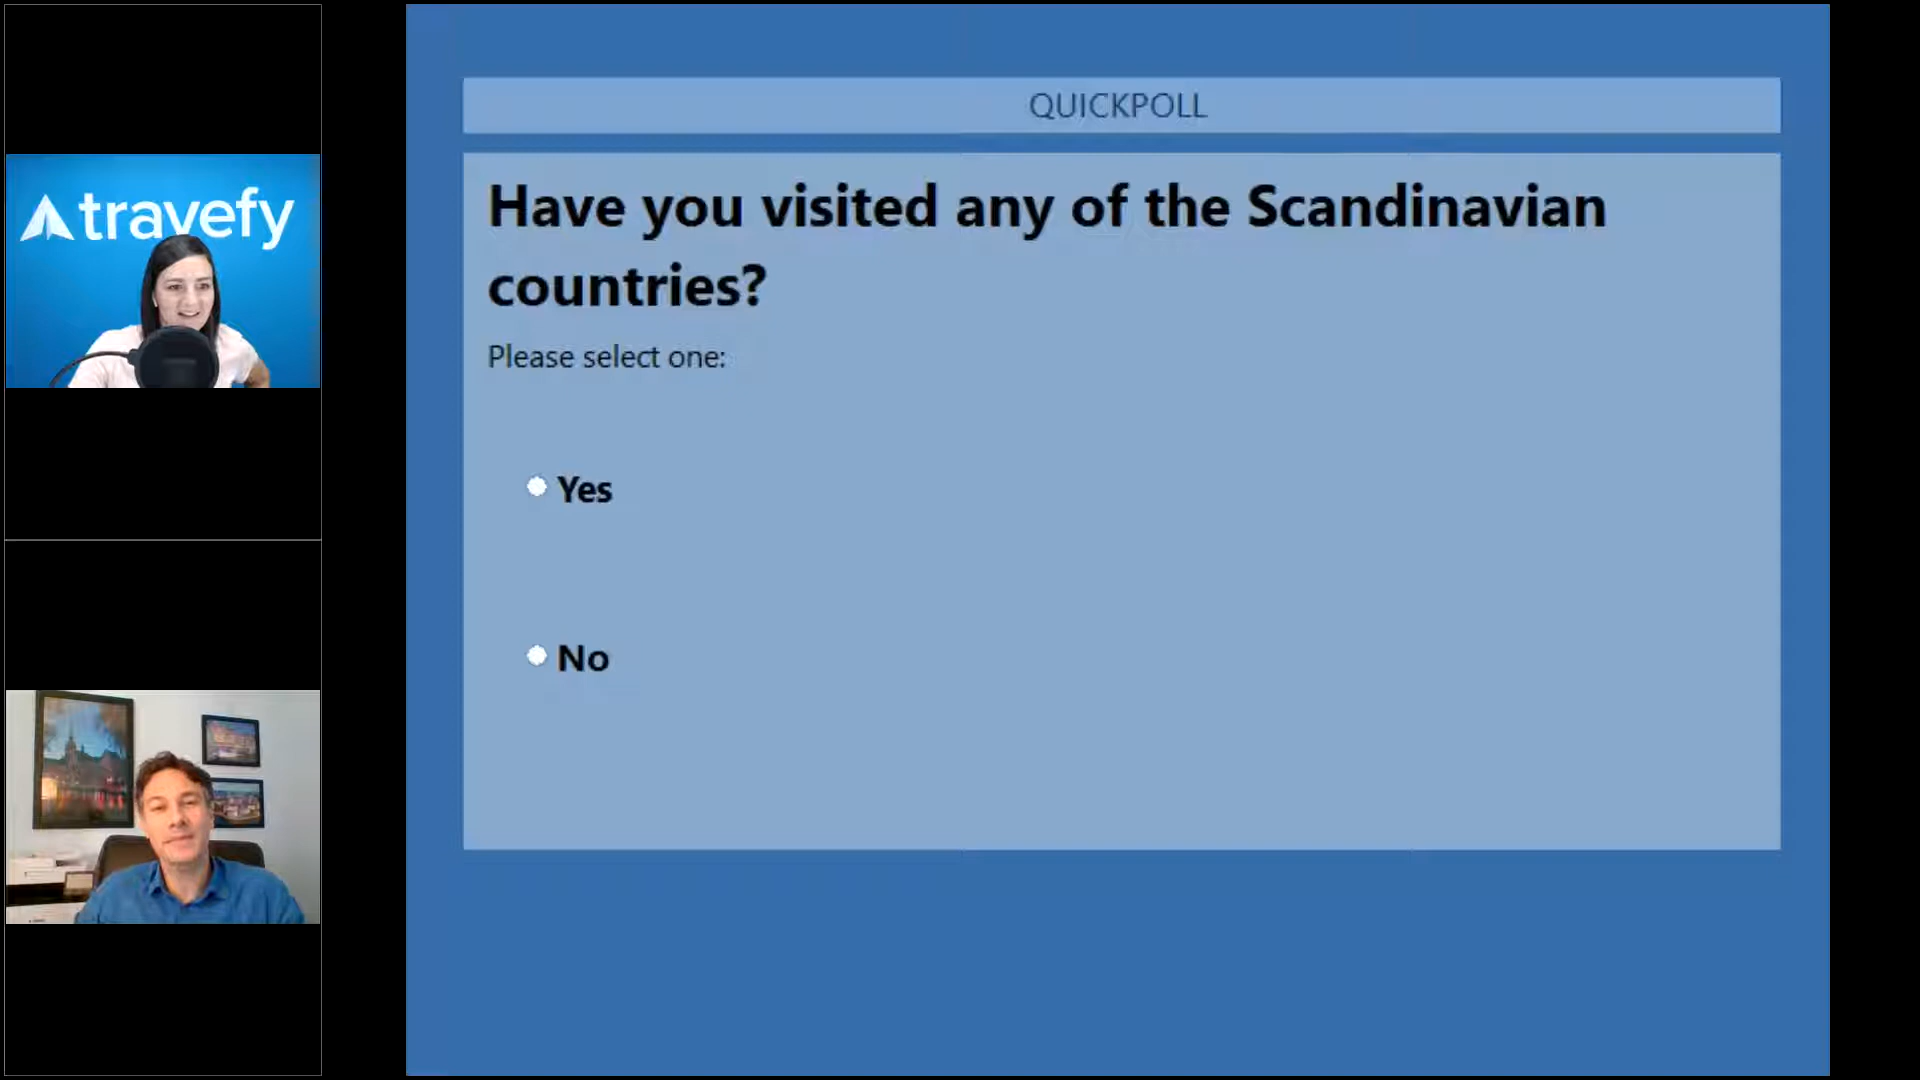 travefy
QUICKPOLL
Have you visited any of the Scandinavian
countries?
Please select one:
Yes
No